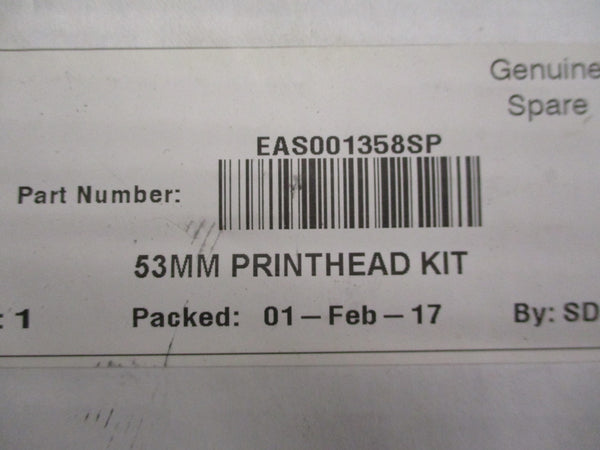 Genuine
Spare
EAS001358SP
Part Number:
53MM PRINTHEAD KIT
: 1 Packed: 01-Feb-17 By: SD